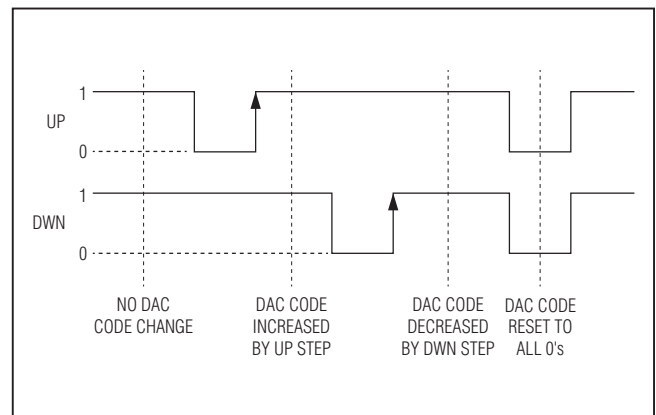 1
UP
0
1
DWN
0
NO DAC
CODE CHANGE
DAC CODE
INCREASED
BY UP STEP
DAC CODE
DECREASED
BY DWN STEP
DAC CODE
RESET TO
ALL 0's